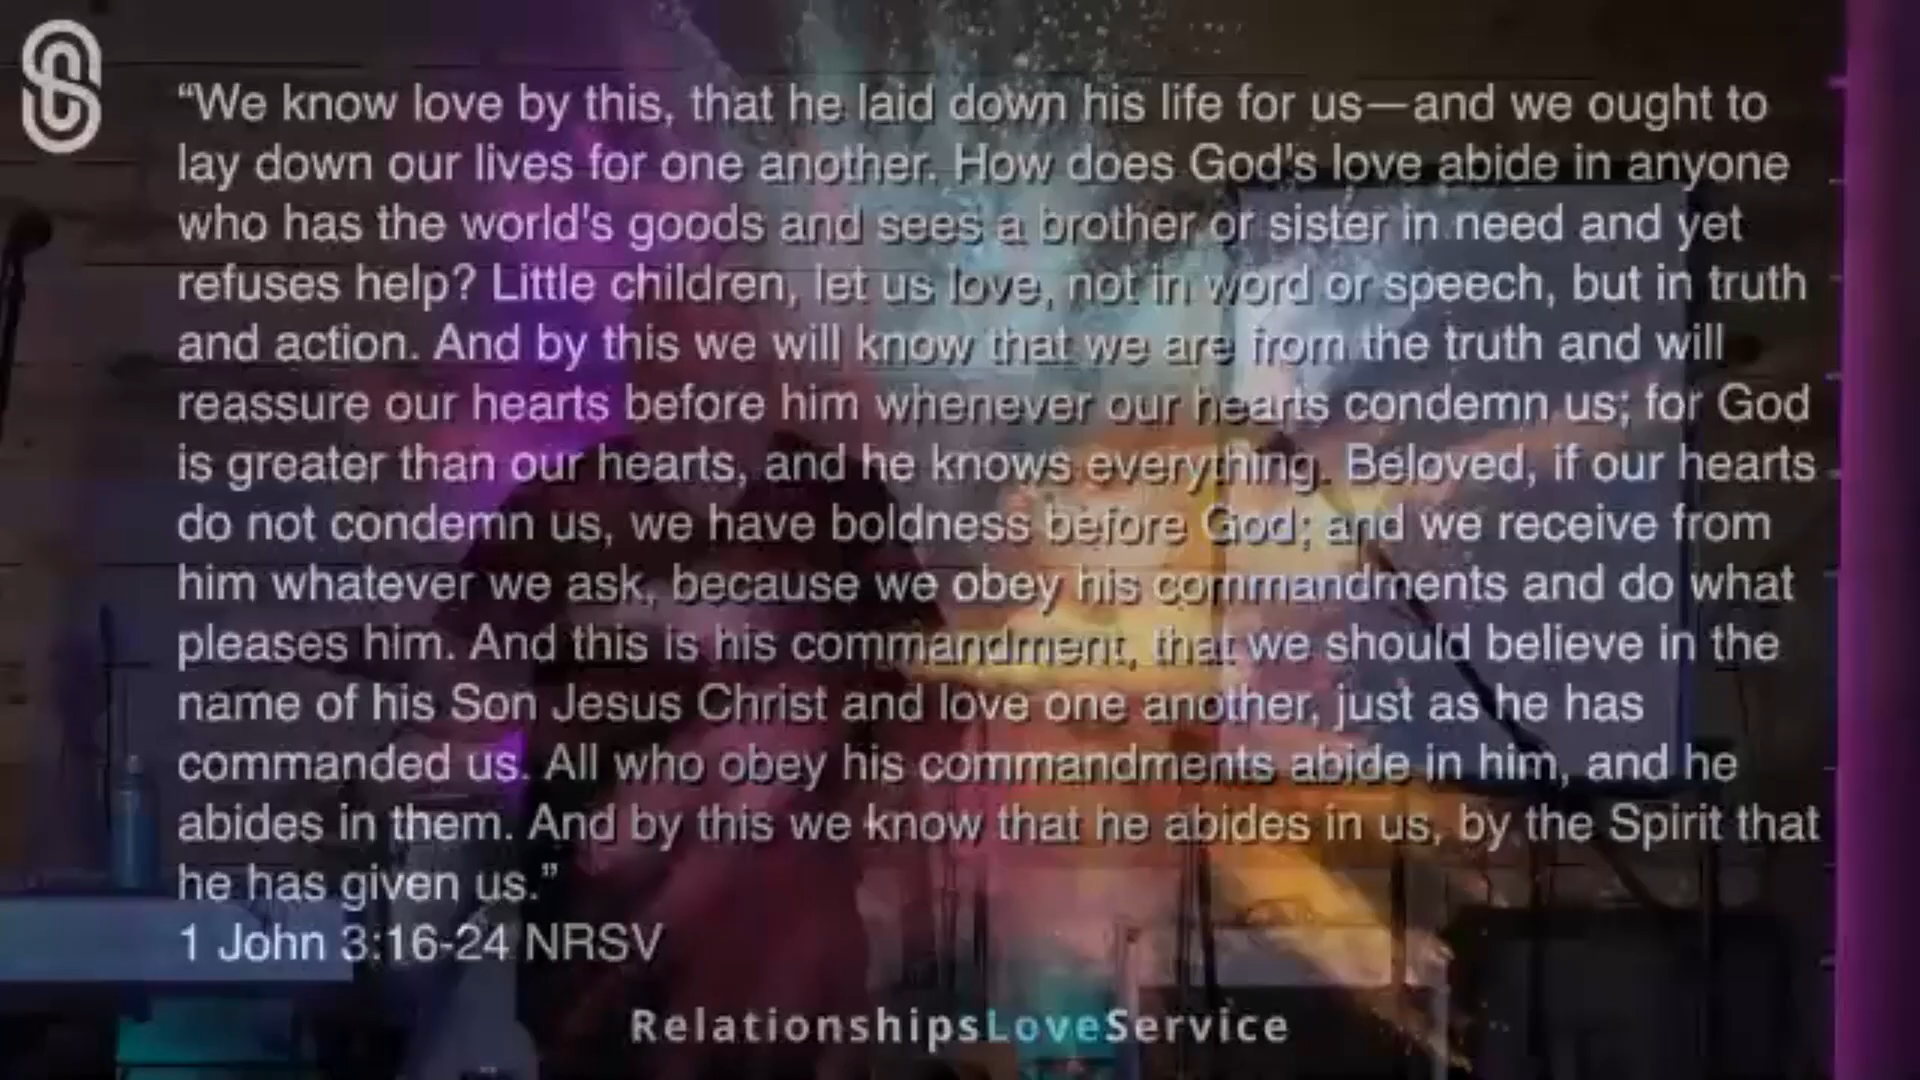 “We know love by this, that he laid down his life for us—and we ought to
lay down our lives for one another. How does God's love abide in anyone
who has the world's goods and sees a brother or sister in need and yet
refuses help? Little children, let us love, not in word or speech, but in truth
and action. And by this we will know that we are from the truth and will
reassure our hearts before him whenever our hearts condemn us; for God
is greater than our hearts, and he knows everything. Beloved, if our hearts
do not condemn us, we have boldness before God; and we receive from
him whatever we ask, because we obey his commandments and do what
pleases him. And this is his commandment, that we should believe in the
name of his Son Jesus Christ and love one another, just as he has
commanded us. All who obey his commandments abide in him, and he
abides in them. And by this we know that he abides in us, by the Spirit that
he has given us.”
1 John 3:16-24 NRSV
RelationshipsLoveService